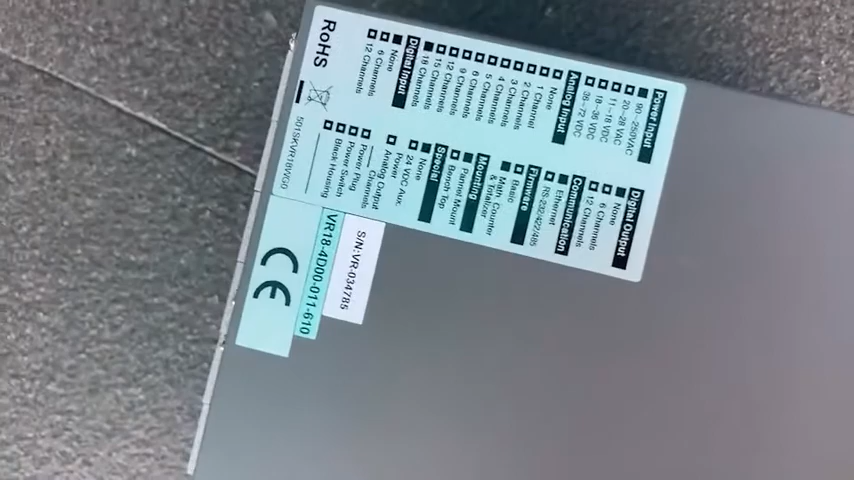 Power Input
90~260VAC
20~28 VAC
11~18 VDC
18~36 VDC
36~72 VDC
Analog Input
None
1 Channel
2 Channels
3 Channels
4 Channels
5 Channels
6 Channels
9 Channels
12 Channels
15 Channels
18 Channels
Digital Input
None
6 Channels
12 Channels
RoHS
Digital Output
None
6 Channels
12 Channels
Communication
Ethernet
RS-232/422/485
Firmware
Basic
Math, Counter
& Totalizer
Mounting
Pannel Mount
Bench Top
Special
None
24 VDC Aux.
Power
Analog Output
Channels
Power Plug
Power Switch
Black Housing
501SKVR18WG0
S/N:VR-034785
VR18-4D00-011-610
CE